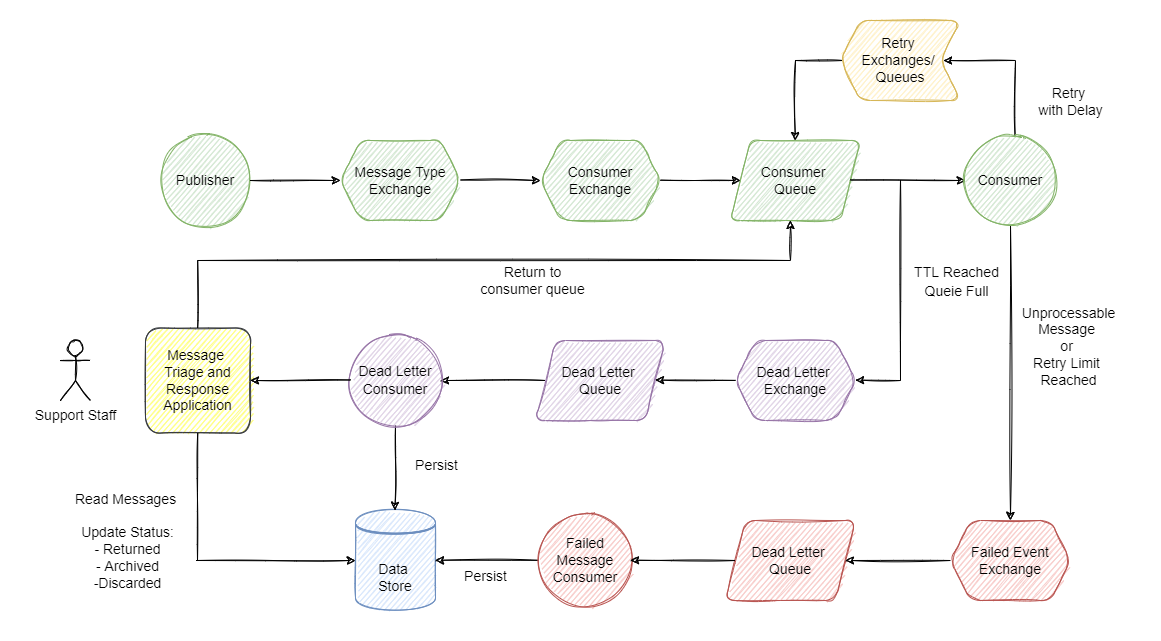 Retry
Exchanges/
Queues
Retry
with Delay
Publisher
Message Type
Exchange
Consumer
Exchange
Consumer
Queue
Consumer
Return to
consumer queue
TTL Reached
Queie Full
Unprocessable
Message
or
Retry Limit
Reached
Support Staff
Message
Triage and
Response
Application
Dead Letter
Consumer
Dead Letter
Queue
Dead Letter
Exchange
Persist
Read Messages
Update Status:
- Returned
- Archived
-Discarded
Data
Store
Persist
Failed
Message
Consumer
Dead Letter
Queue
Failed Event
Exchange